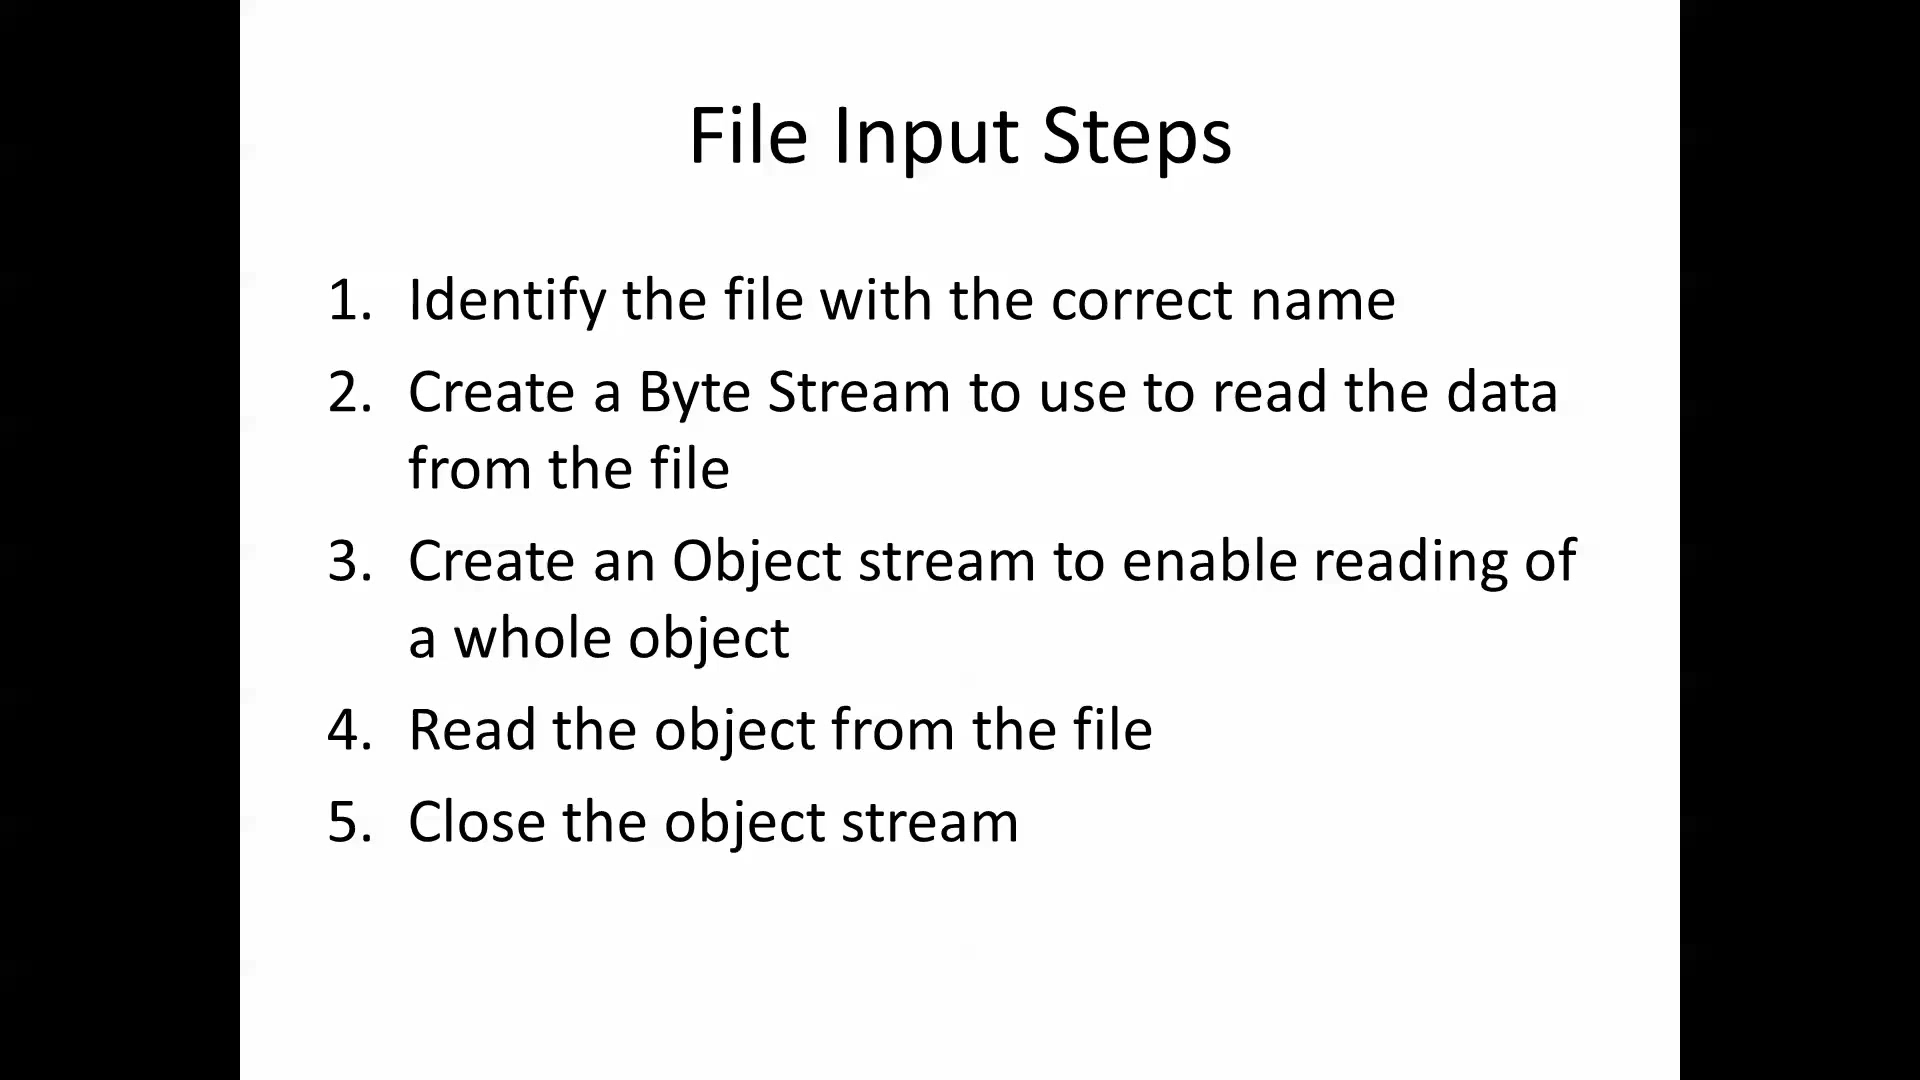 File Input Steps
1. Identify the file with the correct name
2. Create a Byte Stream to use to read the data
from the file
3. Create an Object stream to enable reading of
a whole object
4. Read the object from the file
5. Close the object stream